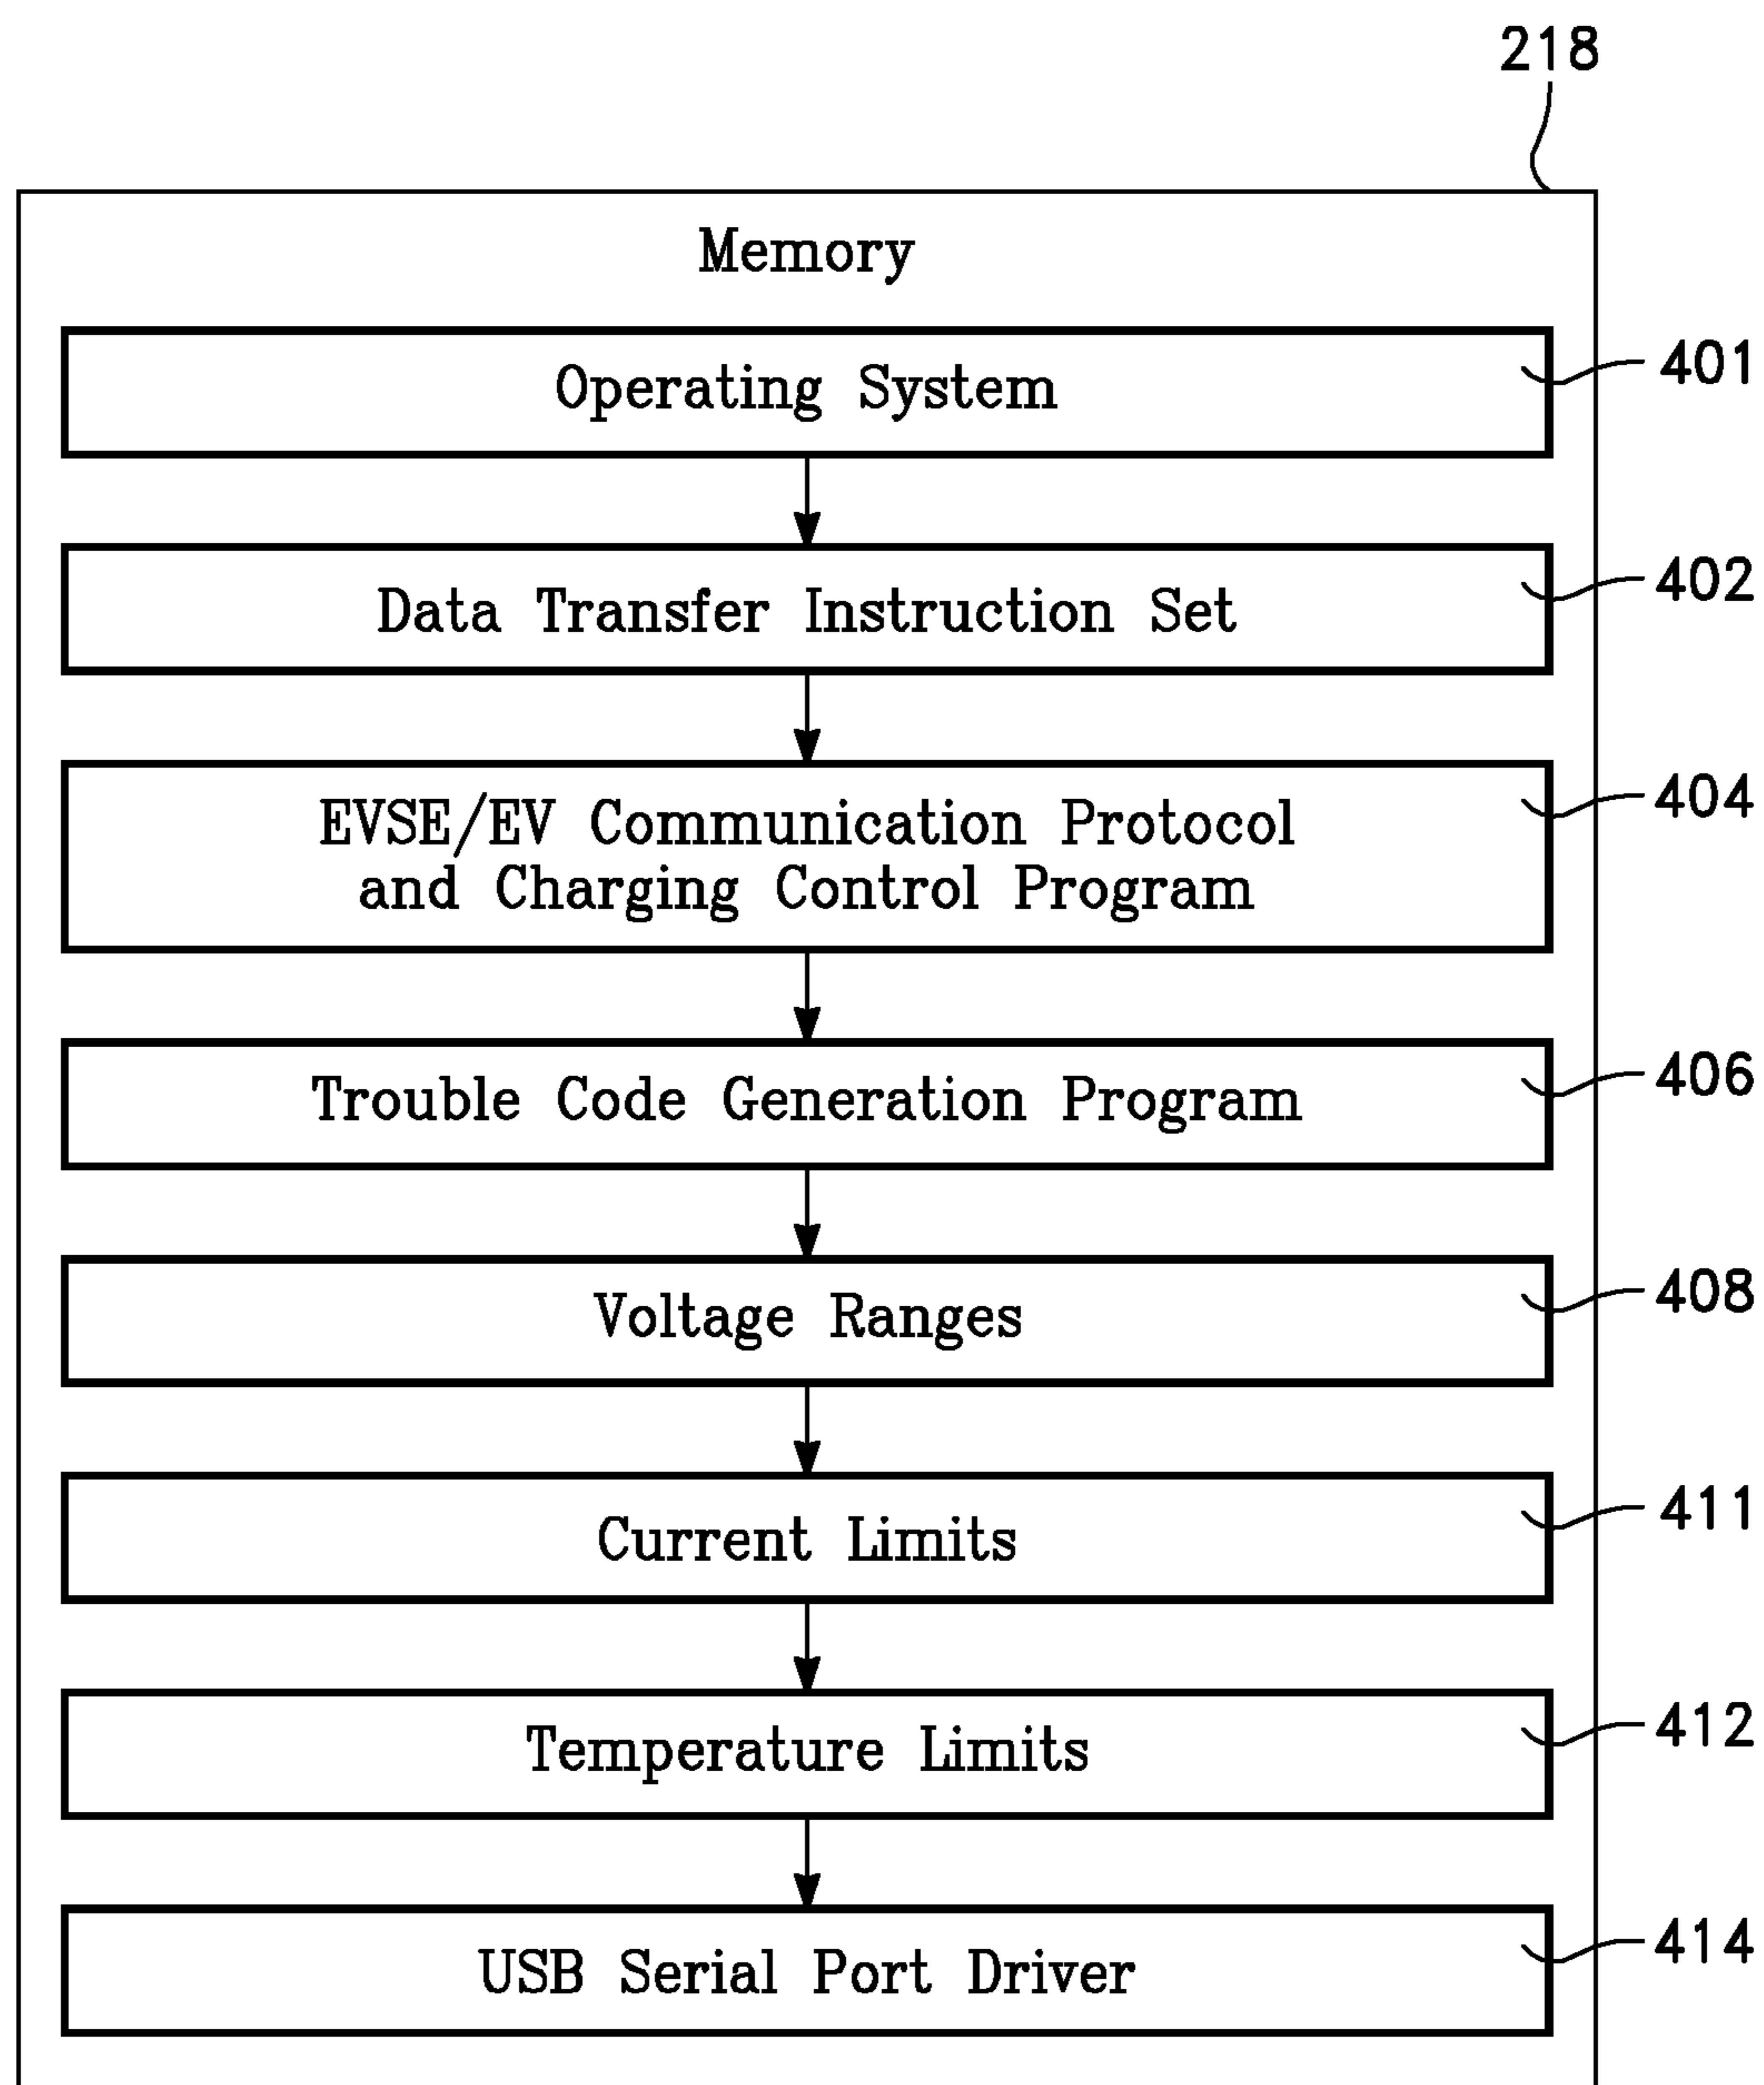 218
Memory
Operating System
401
Data Transfer Instruction Set
402
EVSE/EV Communication Protocol
and Charging Control Program
404
Trouble Code Generation Program
406
Voltage Ranges
408
Current Limits
411
Temperature Limits
412
USB Serial Port Driver
414